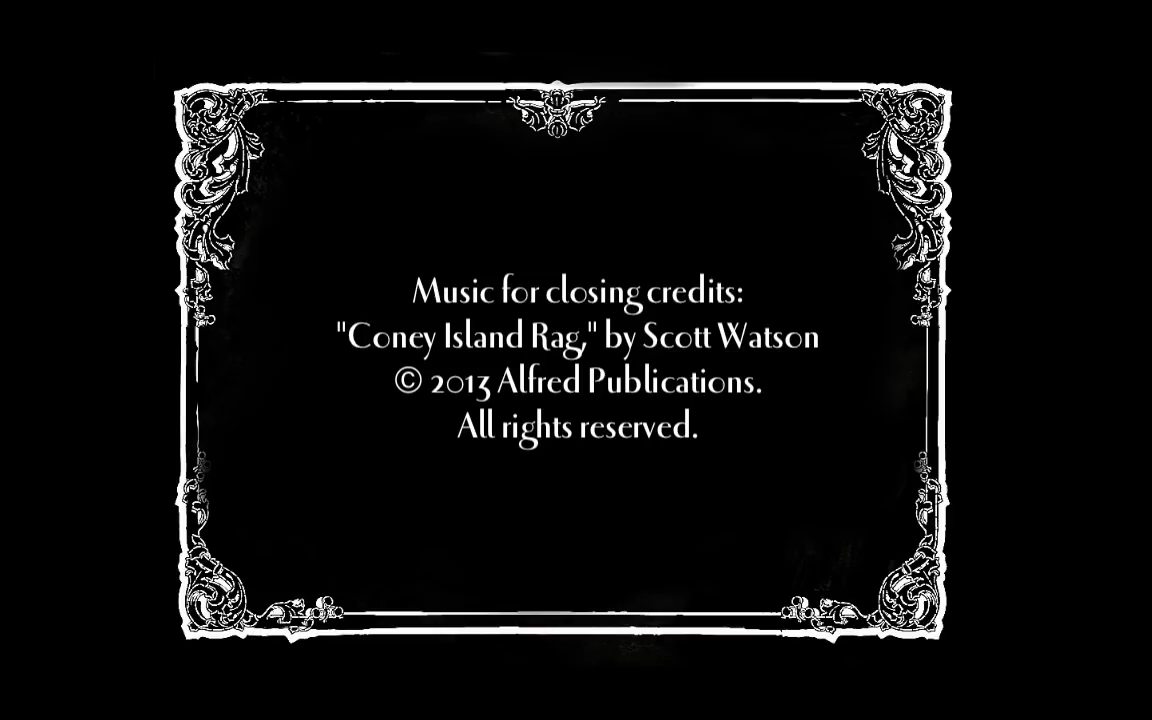 Music for closing credits:
"Coney Island Rag," by Scott Watson
© 2013 Alfred Publications.
All rights reserved.